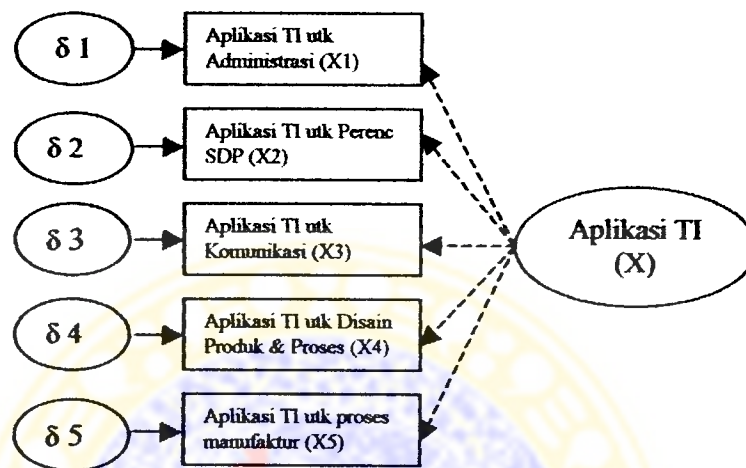 δ 1
Aplikasi TI utk
Administrasi (X1)
δ 2
Aplikasi TI utk Perenc
SDP (X2)
δ 3
Aplikasi TI utk
Komunikasi (X3)
δ 4
Aplikasi TI utk Disain
Produk & Proses (X4)
δ 5
Aplikasi TI utk proses
manufaktur (X5)
Aplikasi TI
(X)